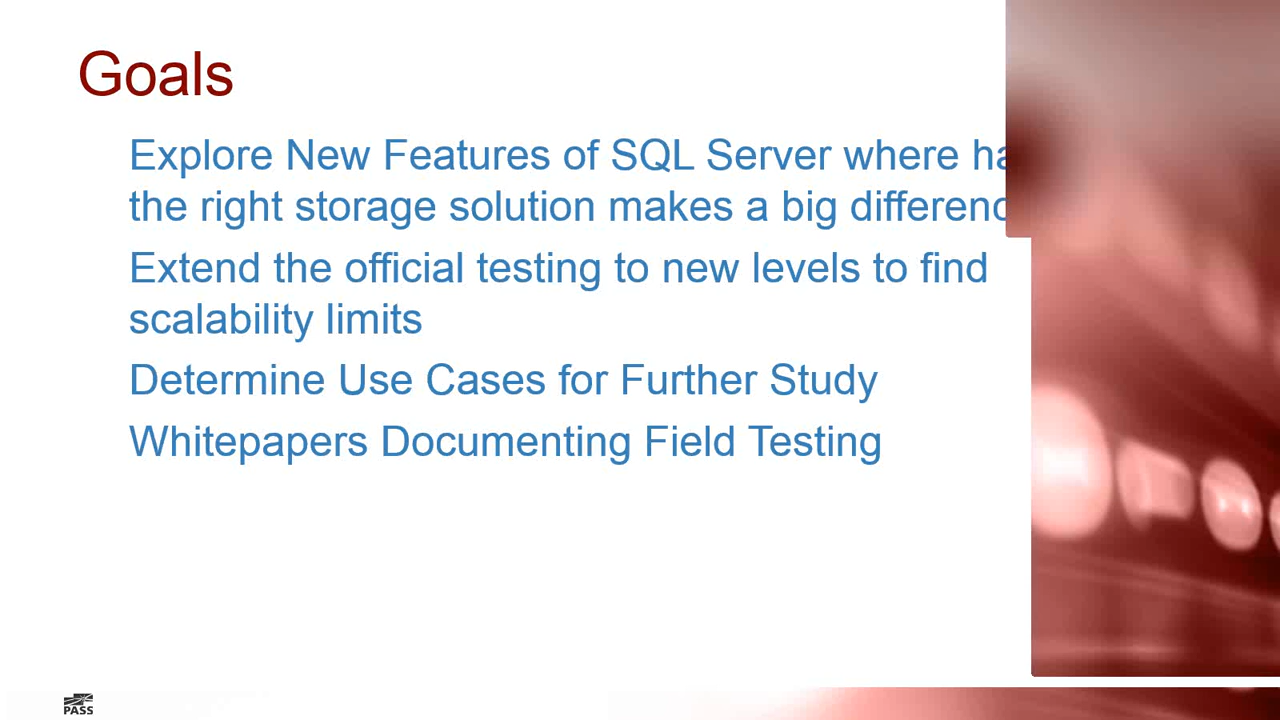 Goals
Explore New Features of SQL Server where ha
the right storage solution makes a big differenc
Extend the official testing to new levels to find
scalability limits
Determine Use Cases for Further Study
Whitepapers Documenting Field Testing
PASS